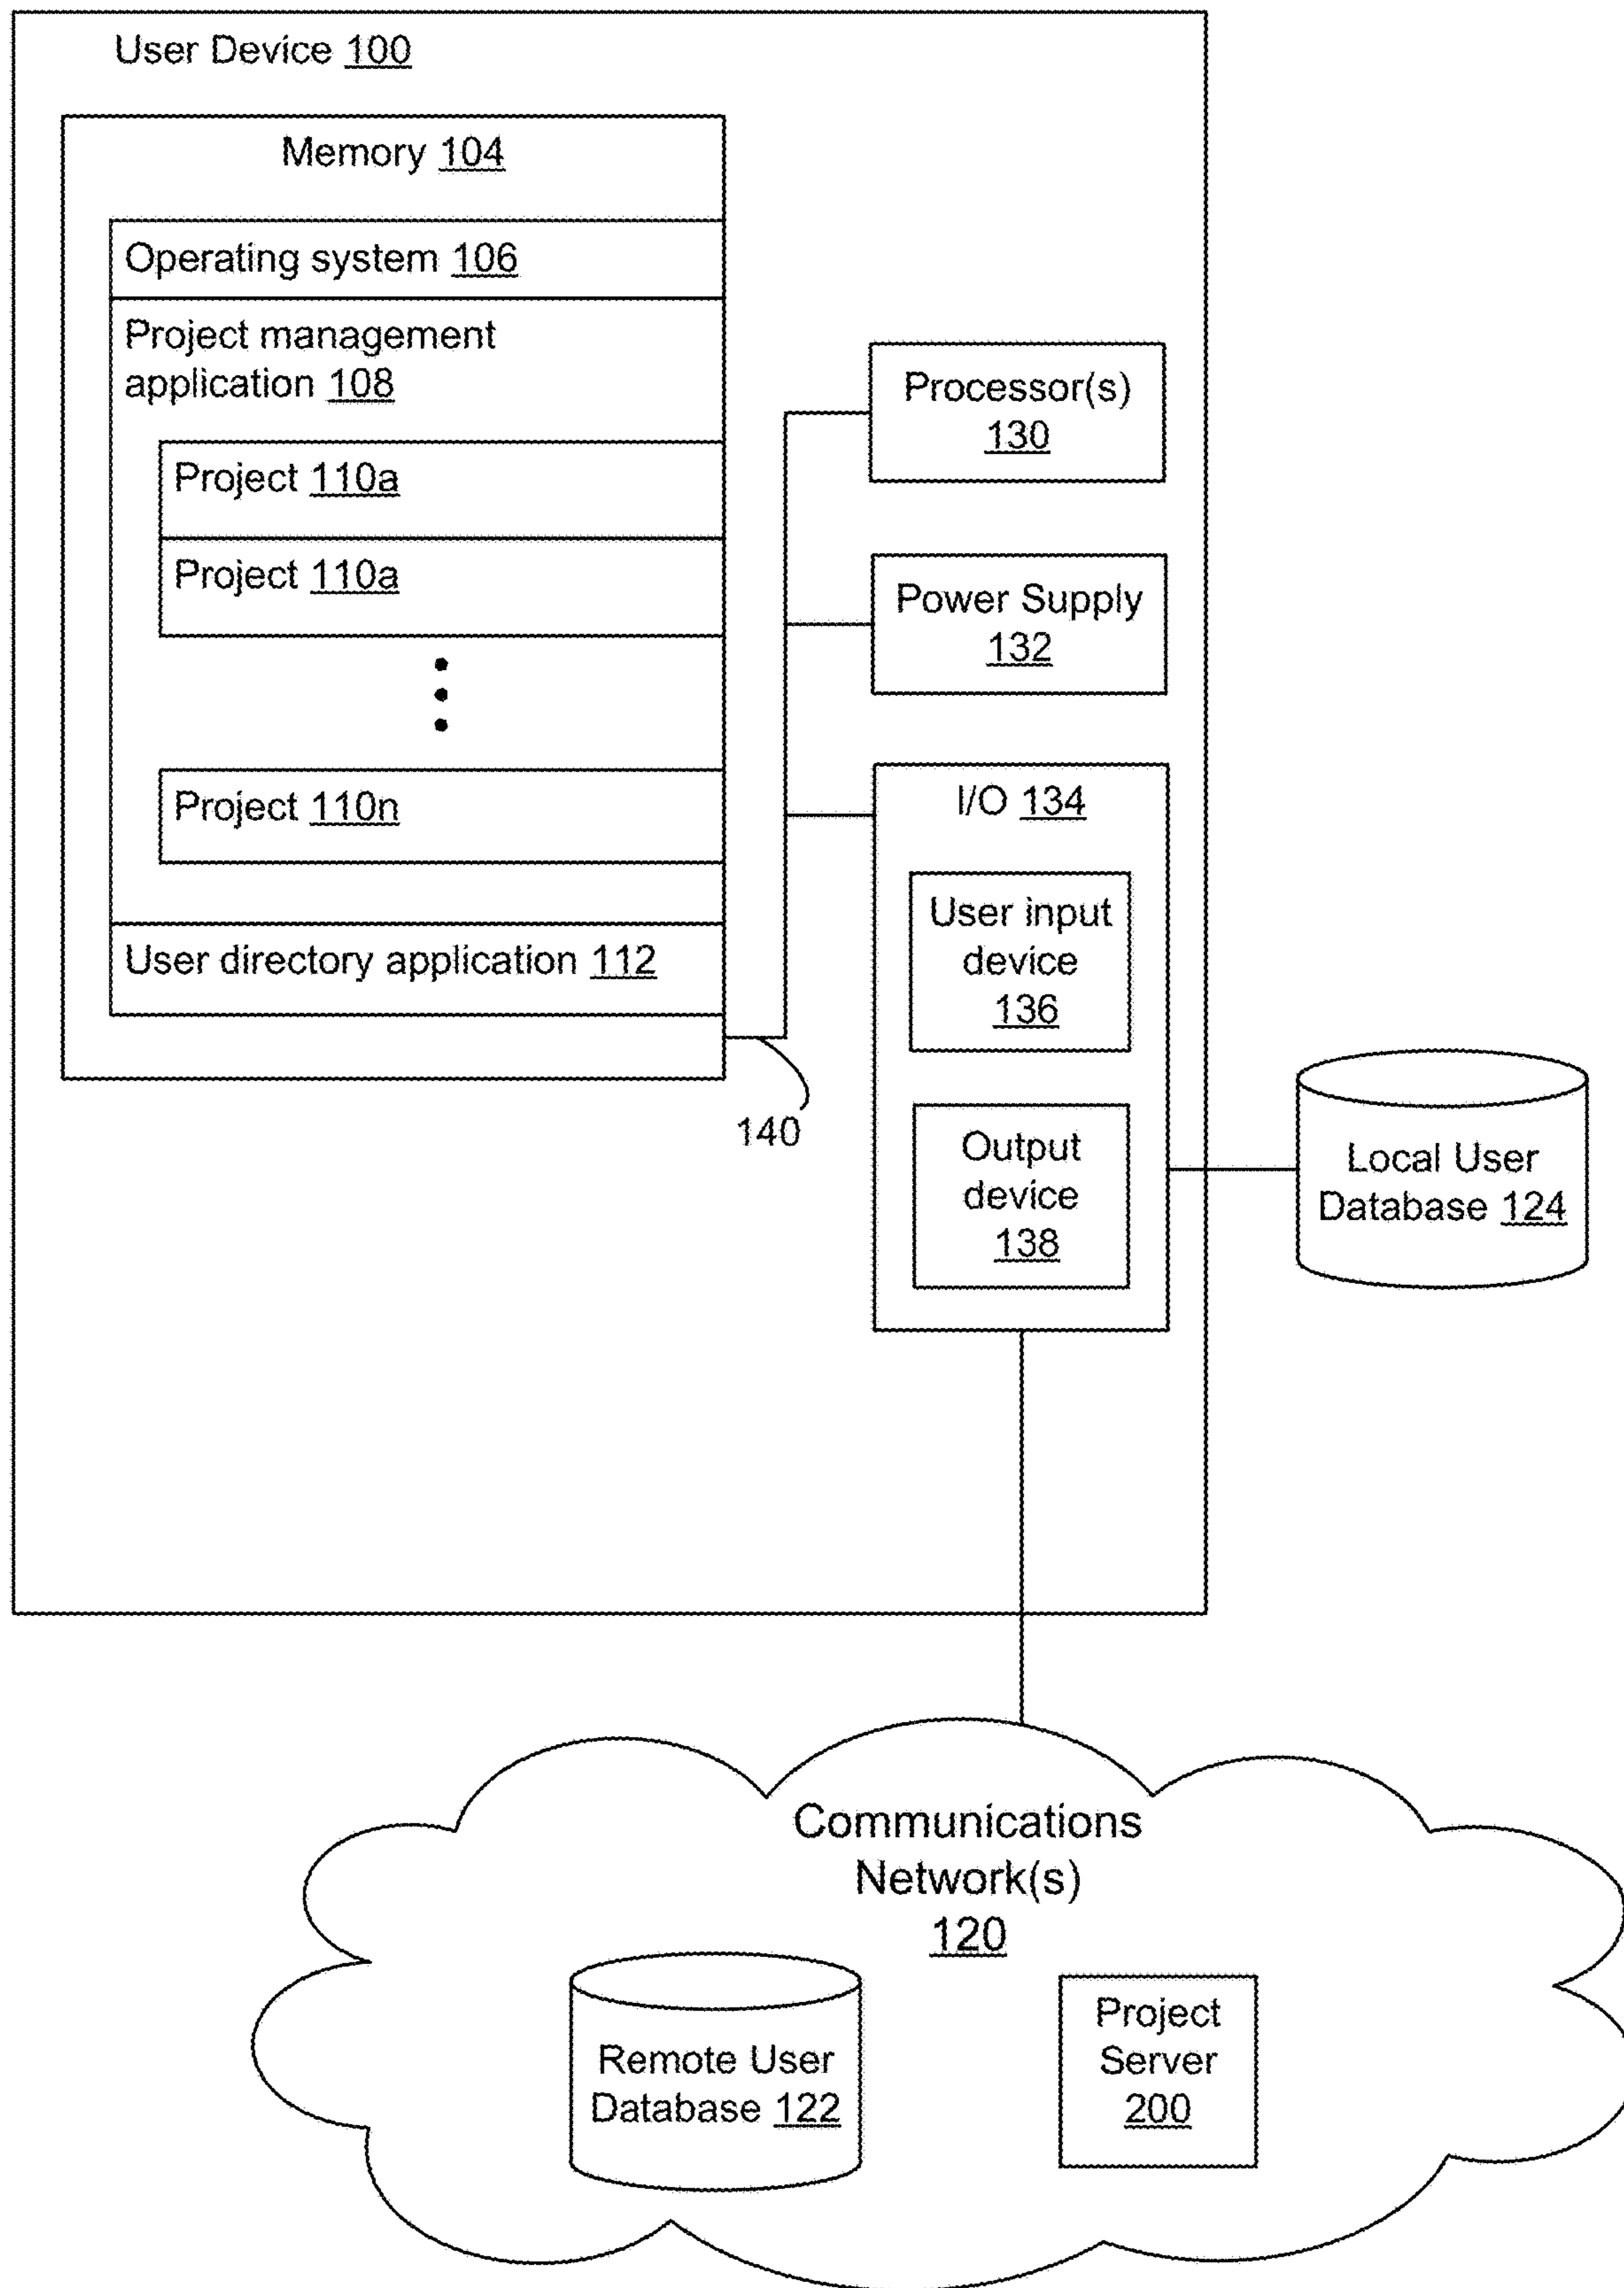 User Device 100
Memory 104
Operating system 106
Project management
application 108
Project 110a
Project 110a
Project 110n
User directory application 112
140
Processor(s)
130
Power Supply
132
I/O 134
User input
device
136
Output
device
138
Local User
Database 124
Communications
Network(s)
120
Remote User
Database 122
Project
Server
200